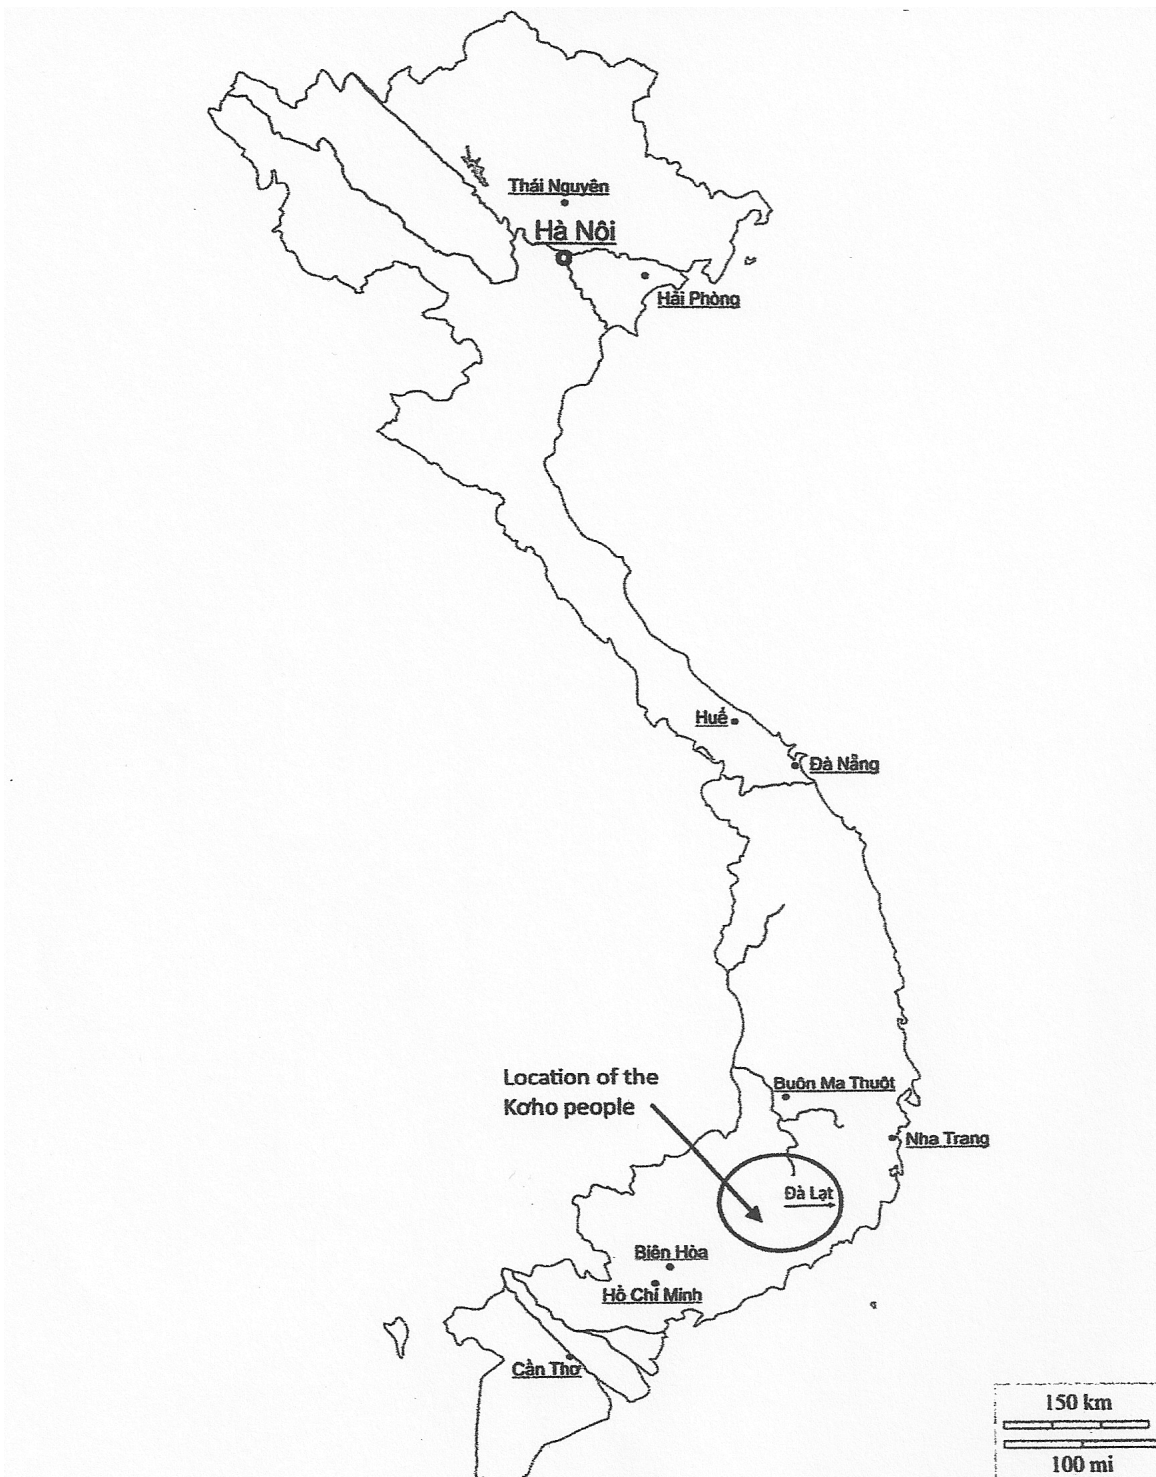 Thái Nguyên
Hà Nôi
Hải Phòng
Huế
Đà Nẵng
Location of the
Kơho people
Buôn Ma Thuột
Nha Trang
Đà Lạt
Biên Hòa
Hồ Chí Minh
Cần Thơ
150 km
100 mi